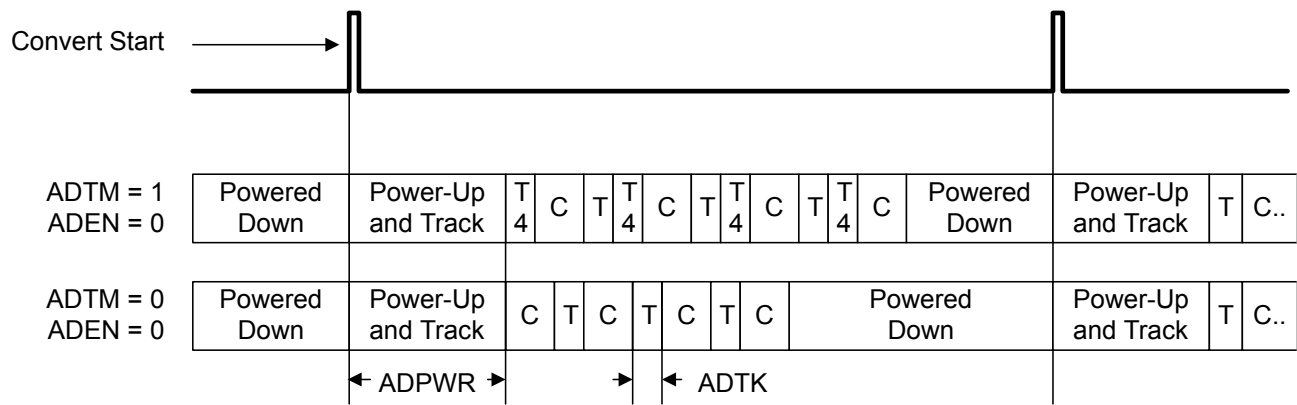 Convert Start
ADTM = 1
ADEN = 0
Powered
Down
Power-Up
and Track
T
4
C
T
T
4
C
T
T
4
C
T
T
4
C
Powered
Down
Power-Up
and Track
T
C..
ADTM = 0
ADEN = 0
Powered
Down
Power-Up
and Track
C
T
C
T
C
T
C
Powered
Down
Power-Up
and Track
T
C..
ADPWR
ADTK